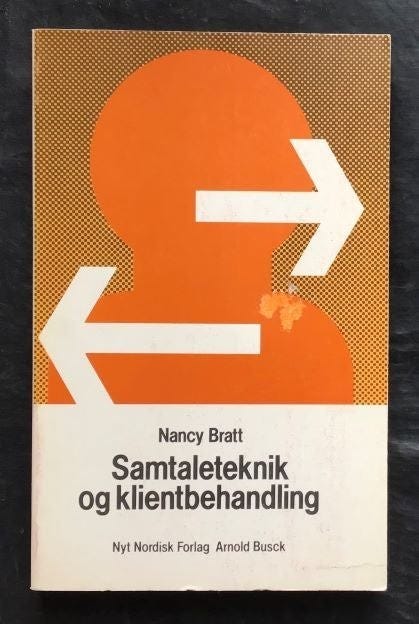 Nancy Bratt
Samtaleteknik
og klientbehandling
Nyt Nordisk Forlag Arnold Busck